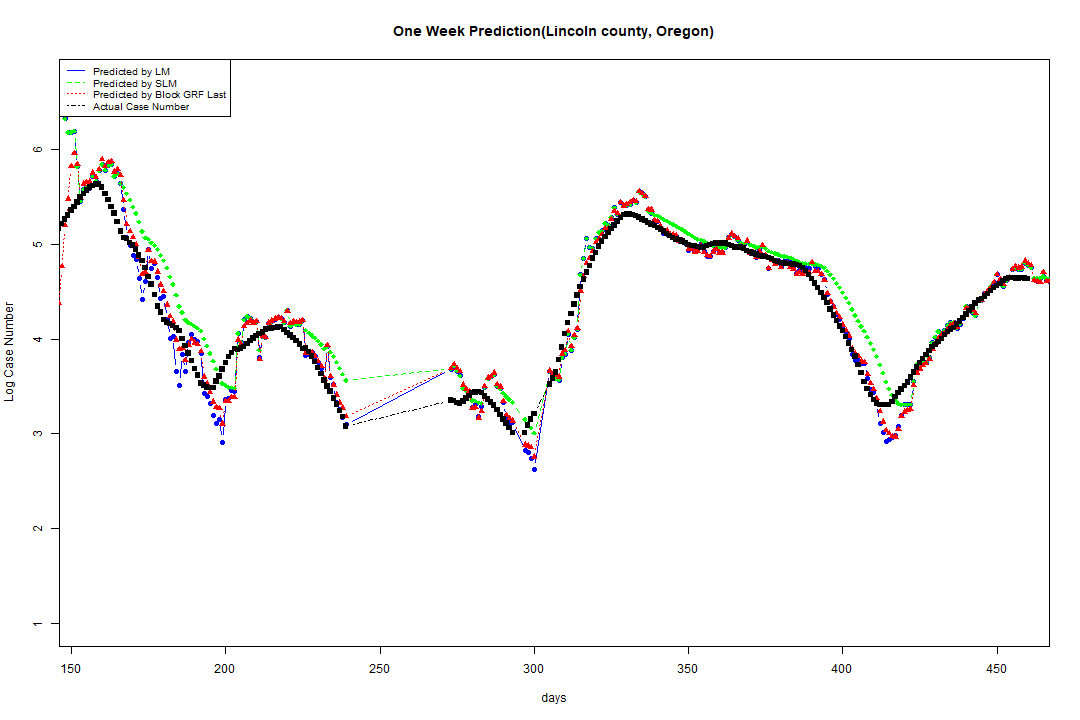 One Week Prediction(Lincoln county, Oregon)
Predicted by LM
Predicted by SLM
Predicted by Block GRF Last
Actual Case Number
Log Case Number
6
5
4
3
2
1
150 200 250 300 350 400 450
days